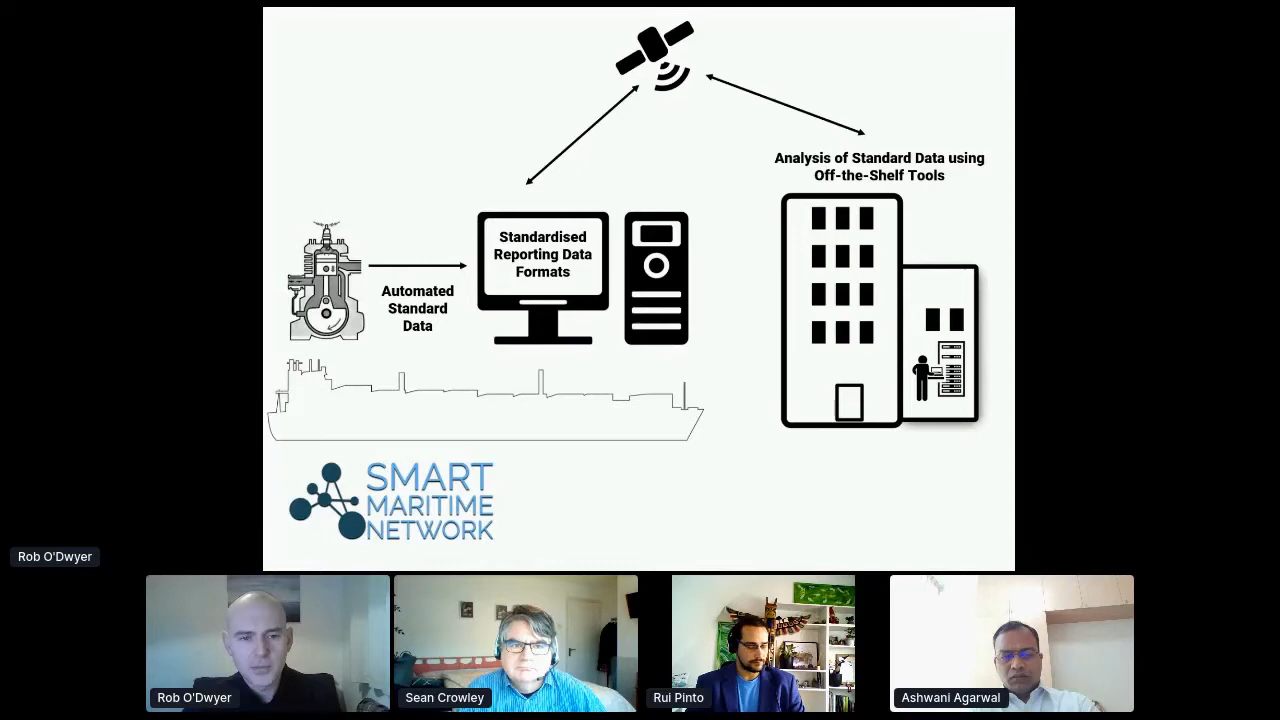 Analysis of Standard Data using
Off-the-Shelf Tools
Standardised
Reporting Data
Formats
Automated
Standard
Data
SMART
MARITIME
NETWORK
Rob O'Dwyer
Rob O'Dwyer
Sean Crowley
Rui Pinto
Ashwani Agarwal